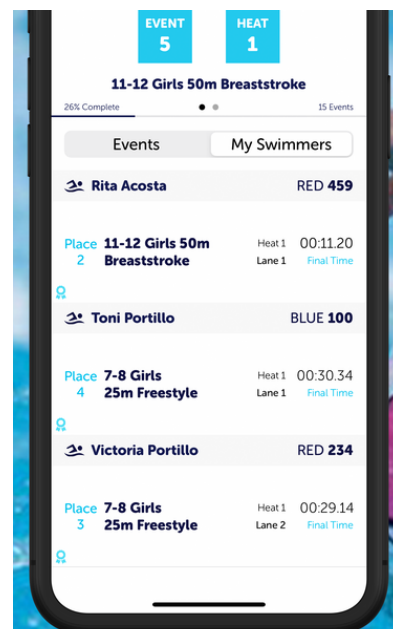 EVENT
5
HEAT
1
11-12 Girls 50m Breaststroke
26% Complete
15 Events
Events
My Swimmers
Rita Acosta
RED 459
Place 2
11-12 Girls 50m
Breaststroke
Heat 1
Lane 1
00:11.20
Final Time
Toni Portillo
BLUE 100
Place 4
7-8 Girls
25m Freestyle
Heat 1
Lane 1
00:30.34
Final Time
Victoria Portillo
RED 234
Place 3
7-8 Girls
25m Freestyle
Heat 1
Lane 2
00:29.14
Final Time